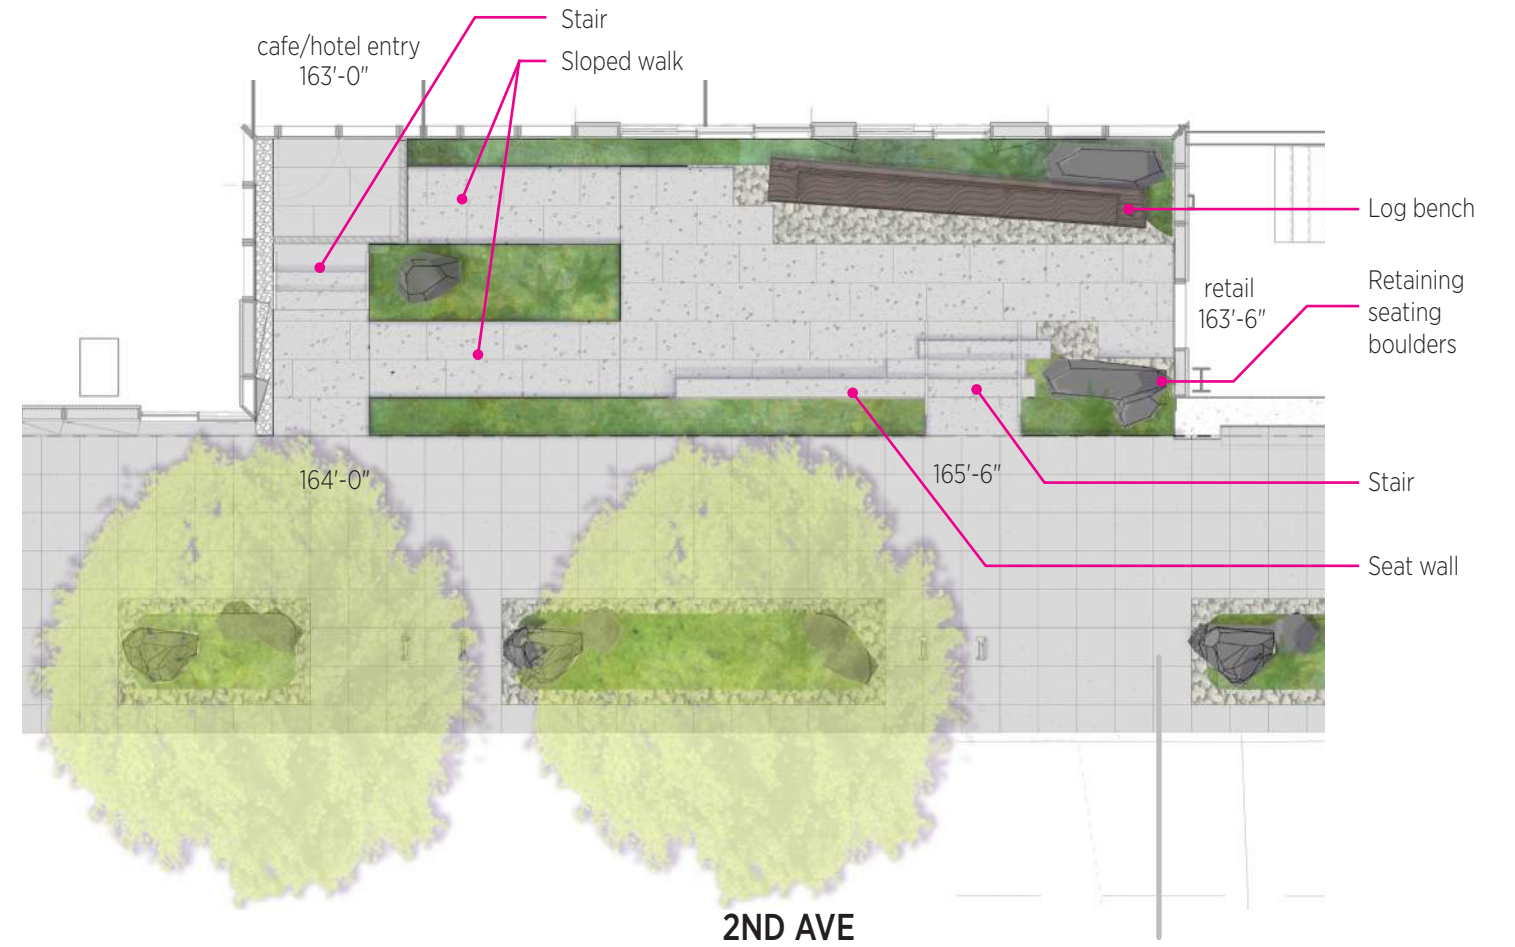 Stair
cafe/hotel entry
163'-0"
Sloped walk
Log bench
retail
163'-6"
Retaining
seating
boulders
164'-0"
165'-6"
Stair
Seat wall
2ND AVE